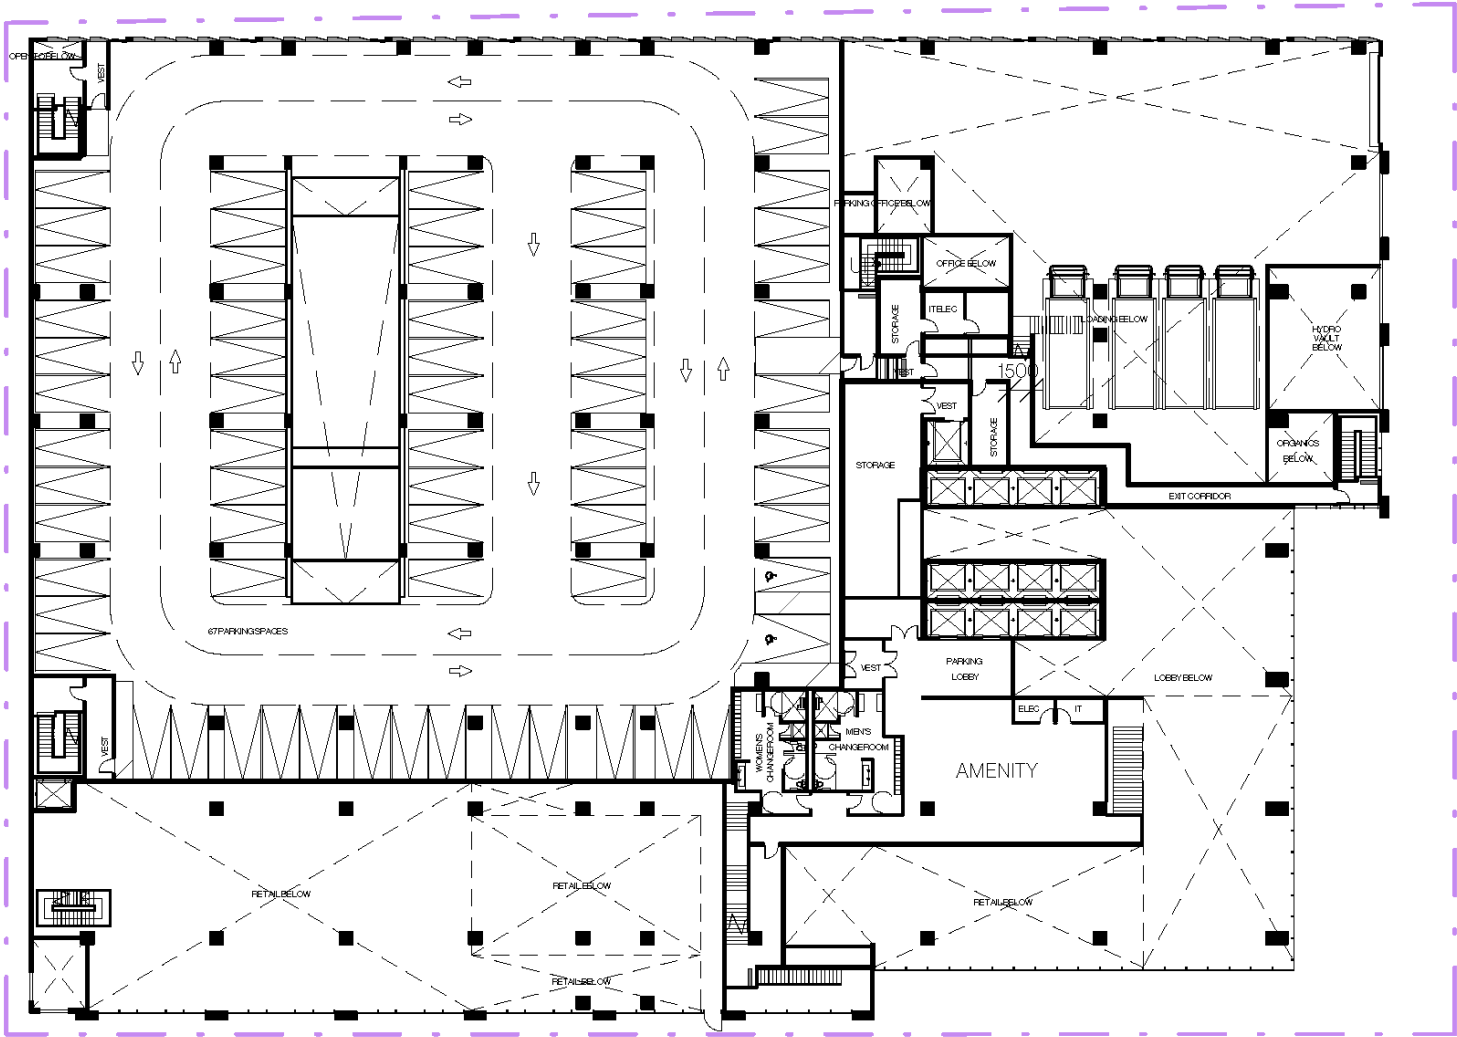 OPEN TO BELOW
VEST
PARKING OFFICE BELOW
OFFICE BELOW
STORAGE
IT ELEC
LOADING BELOW
HYDRO
VAULT
BELOW
VEST
1500
VEST
STORAGE
STORAGE
ORGANICS
BELOW
EXIT CORRIDOR
67 PARKING SPACES
VEST
PARKING
LOBBY
LOBBY BELOW
ELEC
IT
VEST
WOMEN'S
CHANGEROOM
MEN'S
CHANGEROOM
AMENITY
RETAIL BELOW
RETAIL BELOW
RETAIL BELOW
RETAIL BELOW